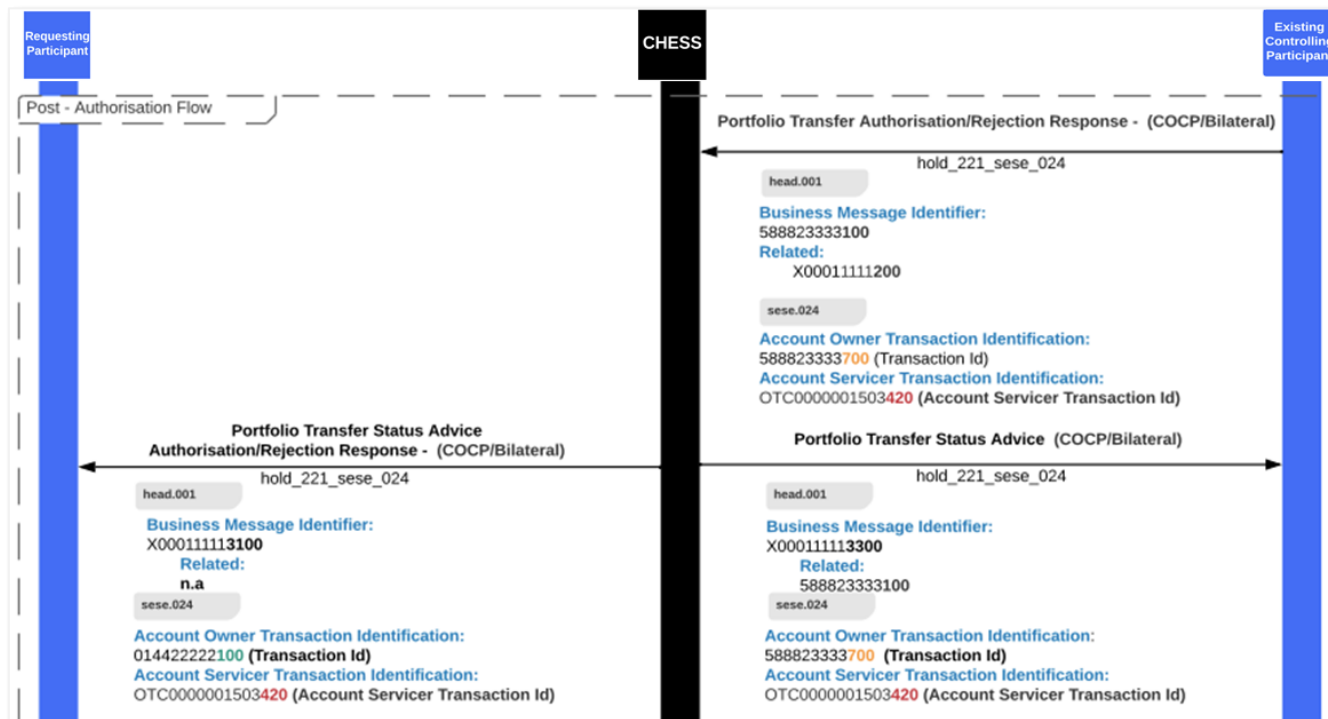 Requesting
Participant
CHESS
Existing
Controlling
Participant
Post - Authorisation Flow
Portfolio Transfer Authorisation/Rejection Response - (COCP/Bilateral)
hold_221_sese_024
head.001
Business Message Identifier:
588823333100
Related:
X00011111200
sese.024
Account Owner Transaction Identification:
588823333700 (Transaction Id)
Account Servicer Transaction Identification:
OTC0000001503420 (Account Servicer Transaction Id)
Portfolio Transfer Status Advice
Authorisation/Rejection Response - (COCP/Bilateral)
hold_221_sese_024
head.001
Business Message Identifier:
X000111113100
Related:
n.a
sese.024
Account Owner Transaction Identification:
014422222100 (Transaction Id)
Account Servicer Transaction Identification:
OTC0000001503420 (Account Servicer Transaction Id)
Portfolio Transfer Status Advice (COCP/Bilateral)
hold_221_sese_024
head.001
Business Message Identifier:
X000111113300
Related:
588823333100
sese.024
Account Owner Transaction Identification:
588823333700 (Transaction Id)
Account Servicer Transaction Identification:
OTC0000001503420 (Account Servicer Transaction Id)